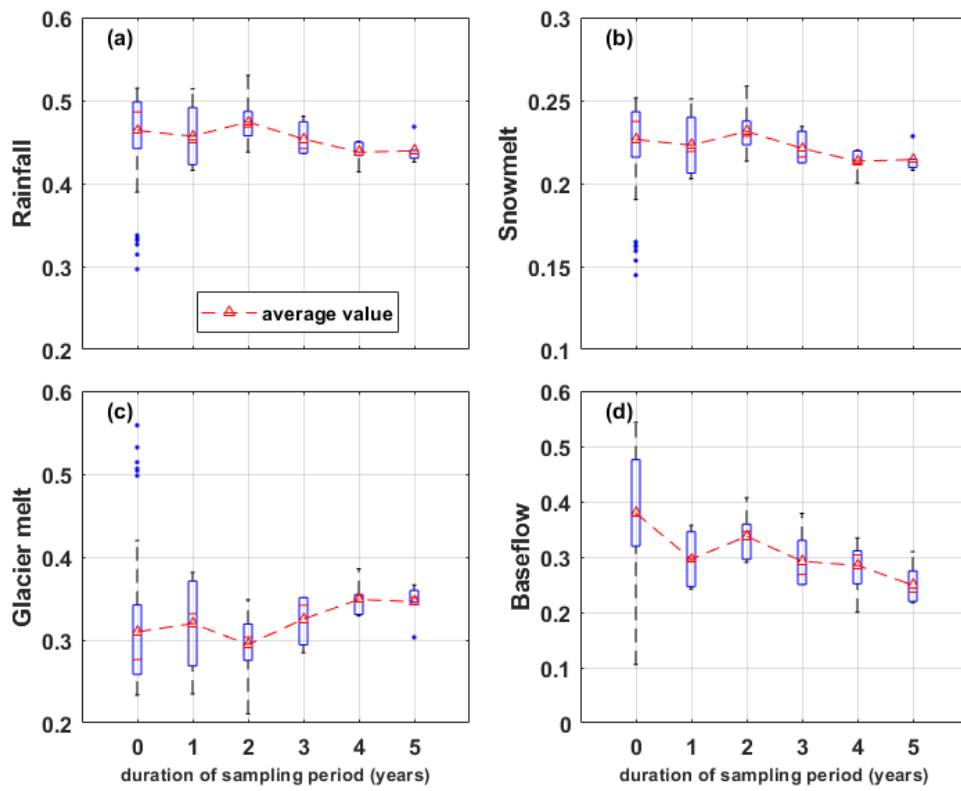 (a)
0.6
0.5
0.4
0.3
0.2
Rainfall
average value
(b)
0.3
0.25
0.2
0.15
0.1
Snowmelt
(c)
0.6
0.5
0.4
0.3
0.2
Glacier melt
0 1 2 3 4 5
duration of sampling period (years)
(d)
0.6
0.5
0.4
0.3
0.2
0.1
0
Baseflow
0 1 2 3 4 5
duration of sampling period (years)